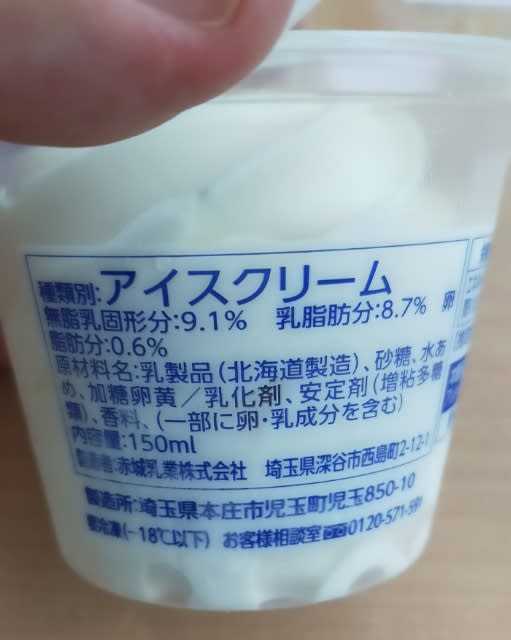 種類別:アイスクリーム
無脂乳固形分:9.1% 乳脂肪分:8.7% 卵
脂肪分:0.6%
原材料名:乳製品(北海道製造)、砂糖、水あ
め、加糖卵黄/乳化剤、安定剤(増粘多糖
類)、香料、(一部に卵・乳成分を含む)
内容量:150ml
製造者:赤城乳業株式会社 埼玉県深谷市西島町2-12-1
製造所:埼玉県本庄市児玉町児玉850-10
要冷凍(-18℃以下) お客様相談室 0120-571-591